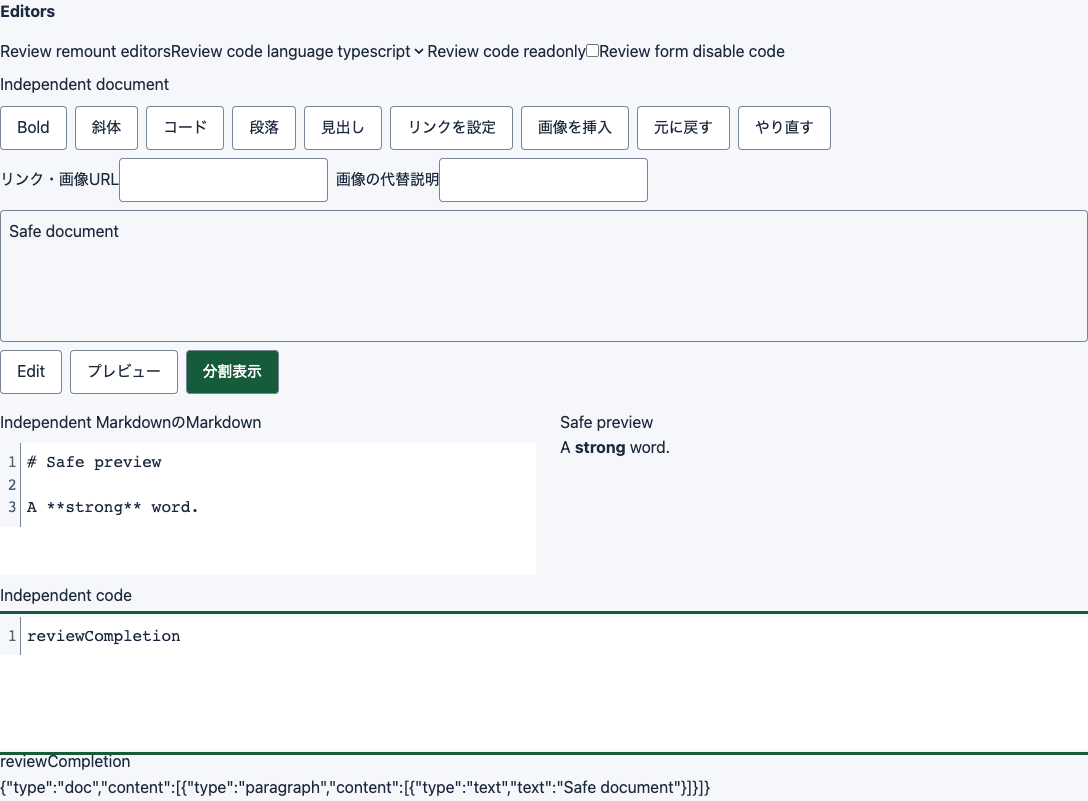 Editors
Review remount editorsReview code language typescript Review code readonly Review form disable code
Independent document
Bold 斜体 コード 段落 見出し リンクを設定 画像を挿入 元に戻す やり直す
リンク・画像URL 画像の代替説明
Safe document
Edit プレビュー 分割表示
Independent MarkdownのMarkdown
1 # Safe preview
2
3 A **strong** word.
Safe preview
A strong word.
Independent code
1 reviewCompletion
reviewCompletion
{"type":"doc","content":[{"type":"paragraph","content":[{"type":"text","text":"Safe document"}]}]}